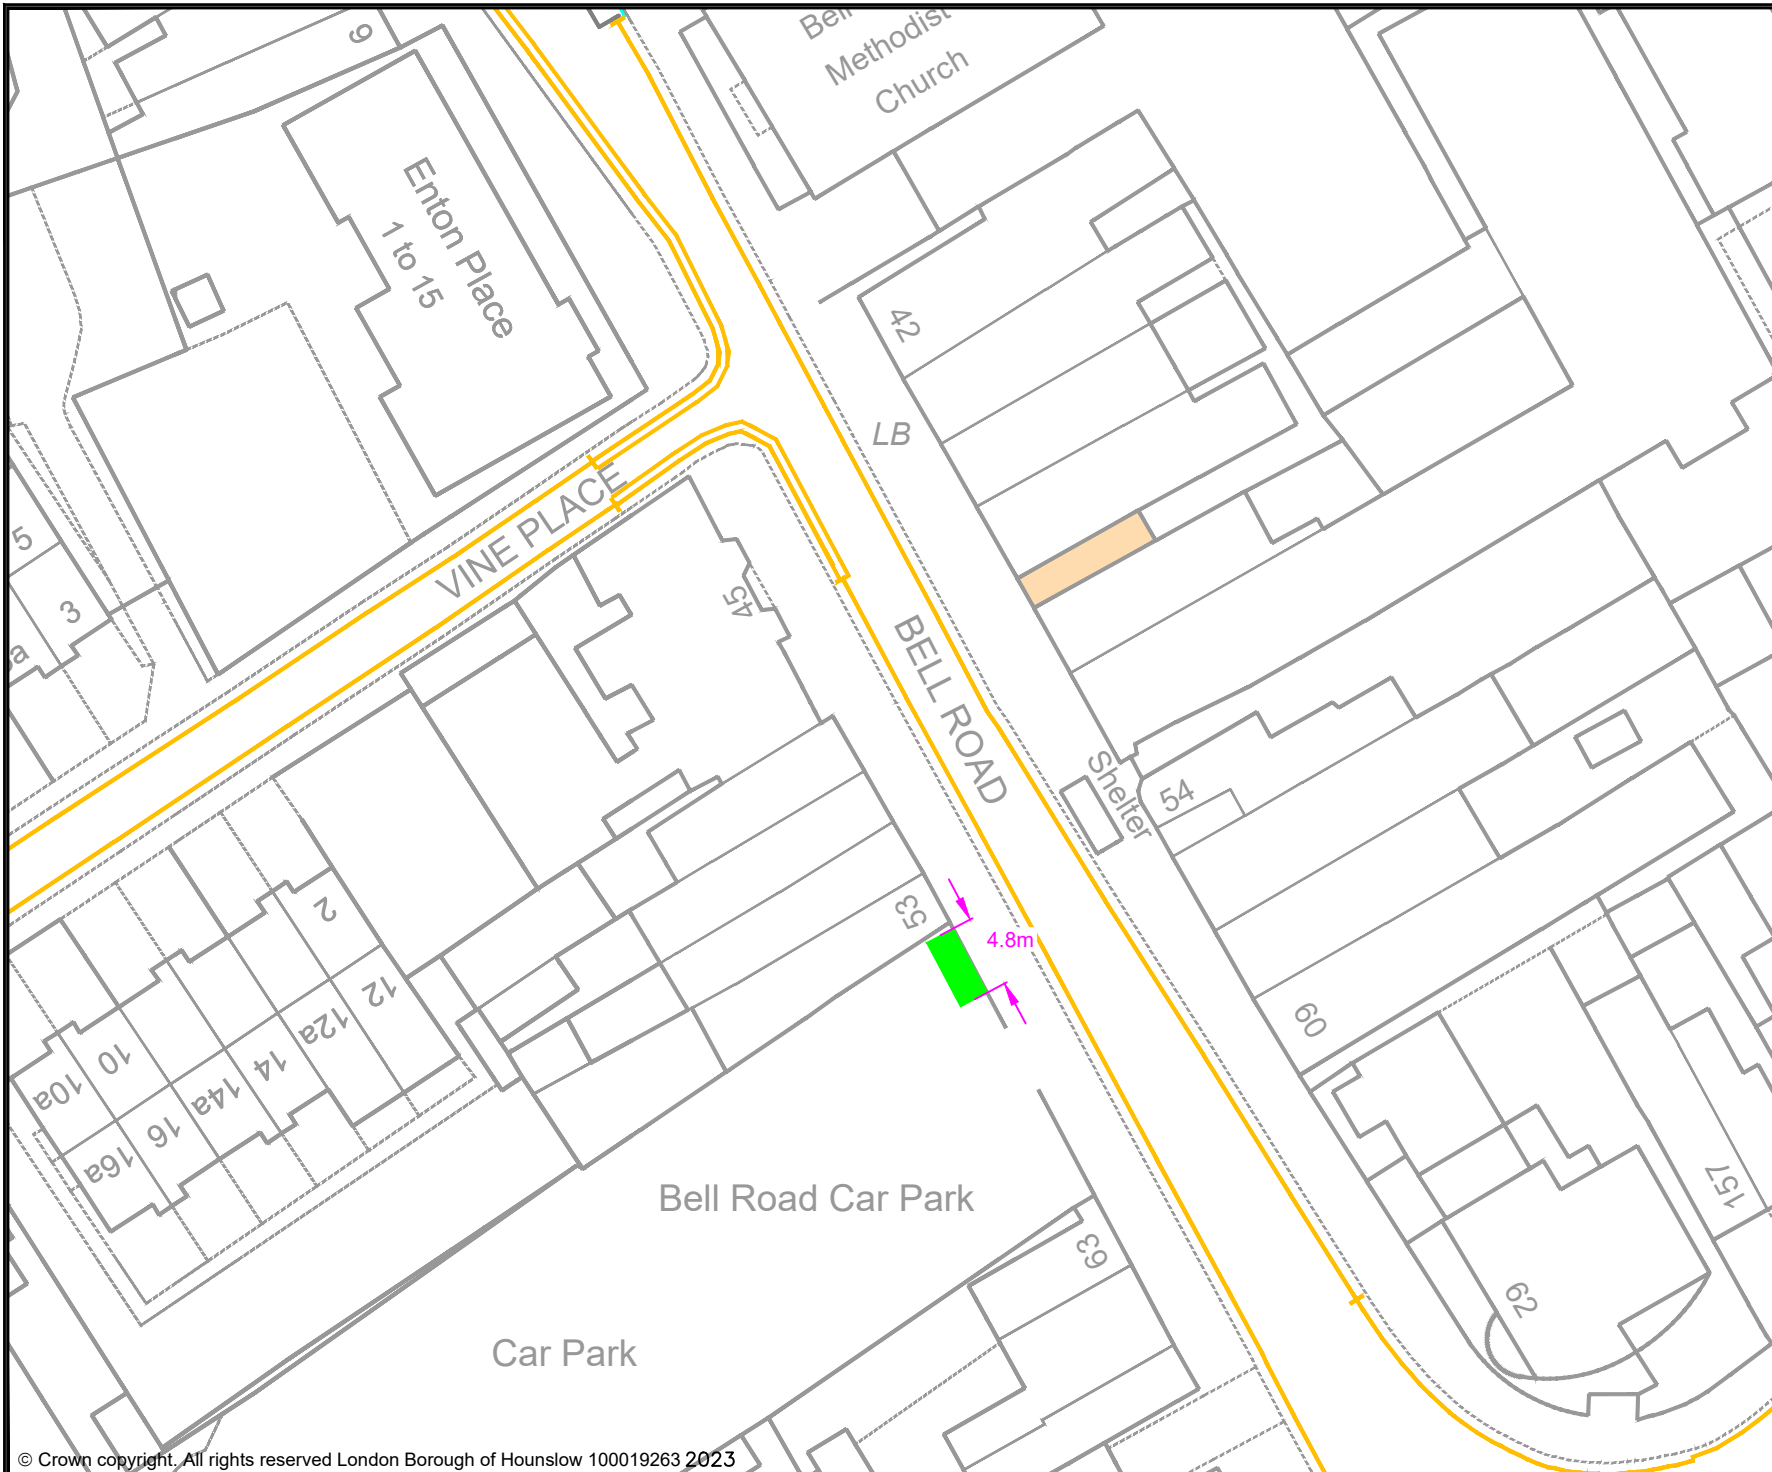 9
Methodist
Church
Enton Place
1 to 15
42
LB
VINE PLACE
5
3
45
BELL ROAD
Shelter
54
53
4.8m
2
12
12a
14
14a
10
10a
16
16a
60
Bell Road Car Park
63
157
62
Car Park
© Crown copyright. All rights reserved London Borough of Hounslow 100019263 2023